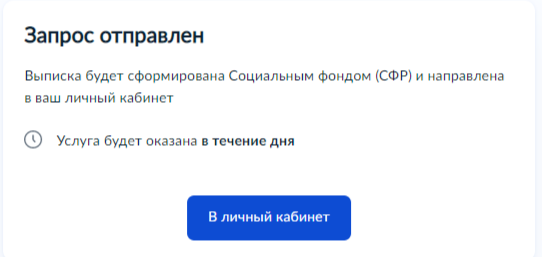 Запрос отправлен
Выписка будет сформирована Социальным фондом (СФР) и направлена
в ваш личный кабинет
Услуга будет оказана в течение дня
В личный кабинет